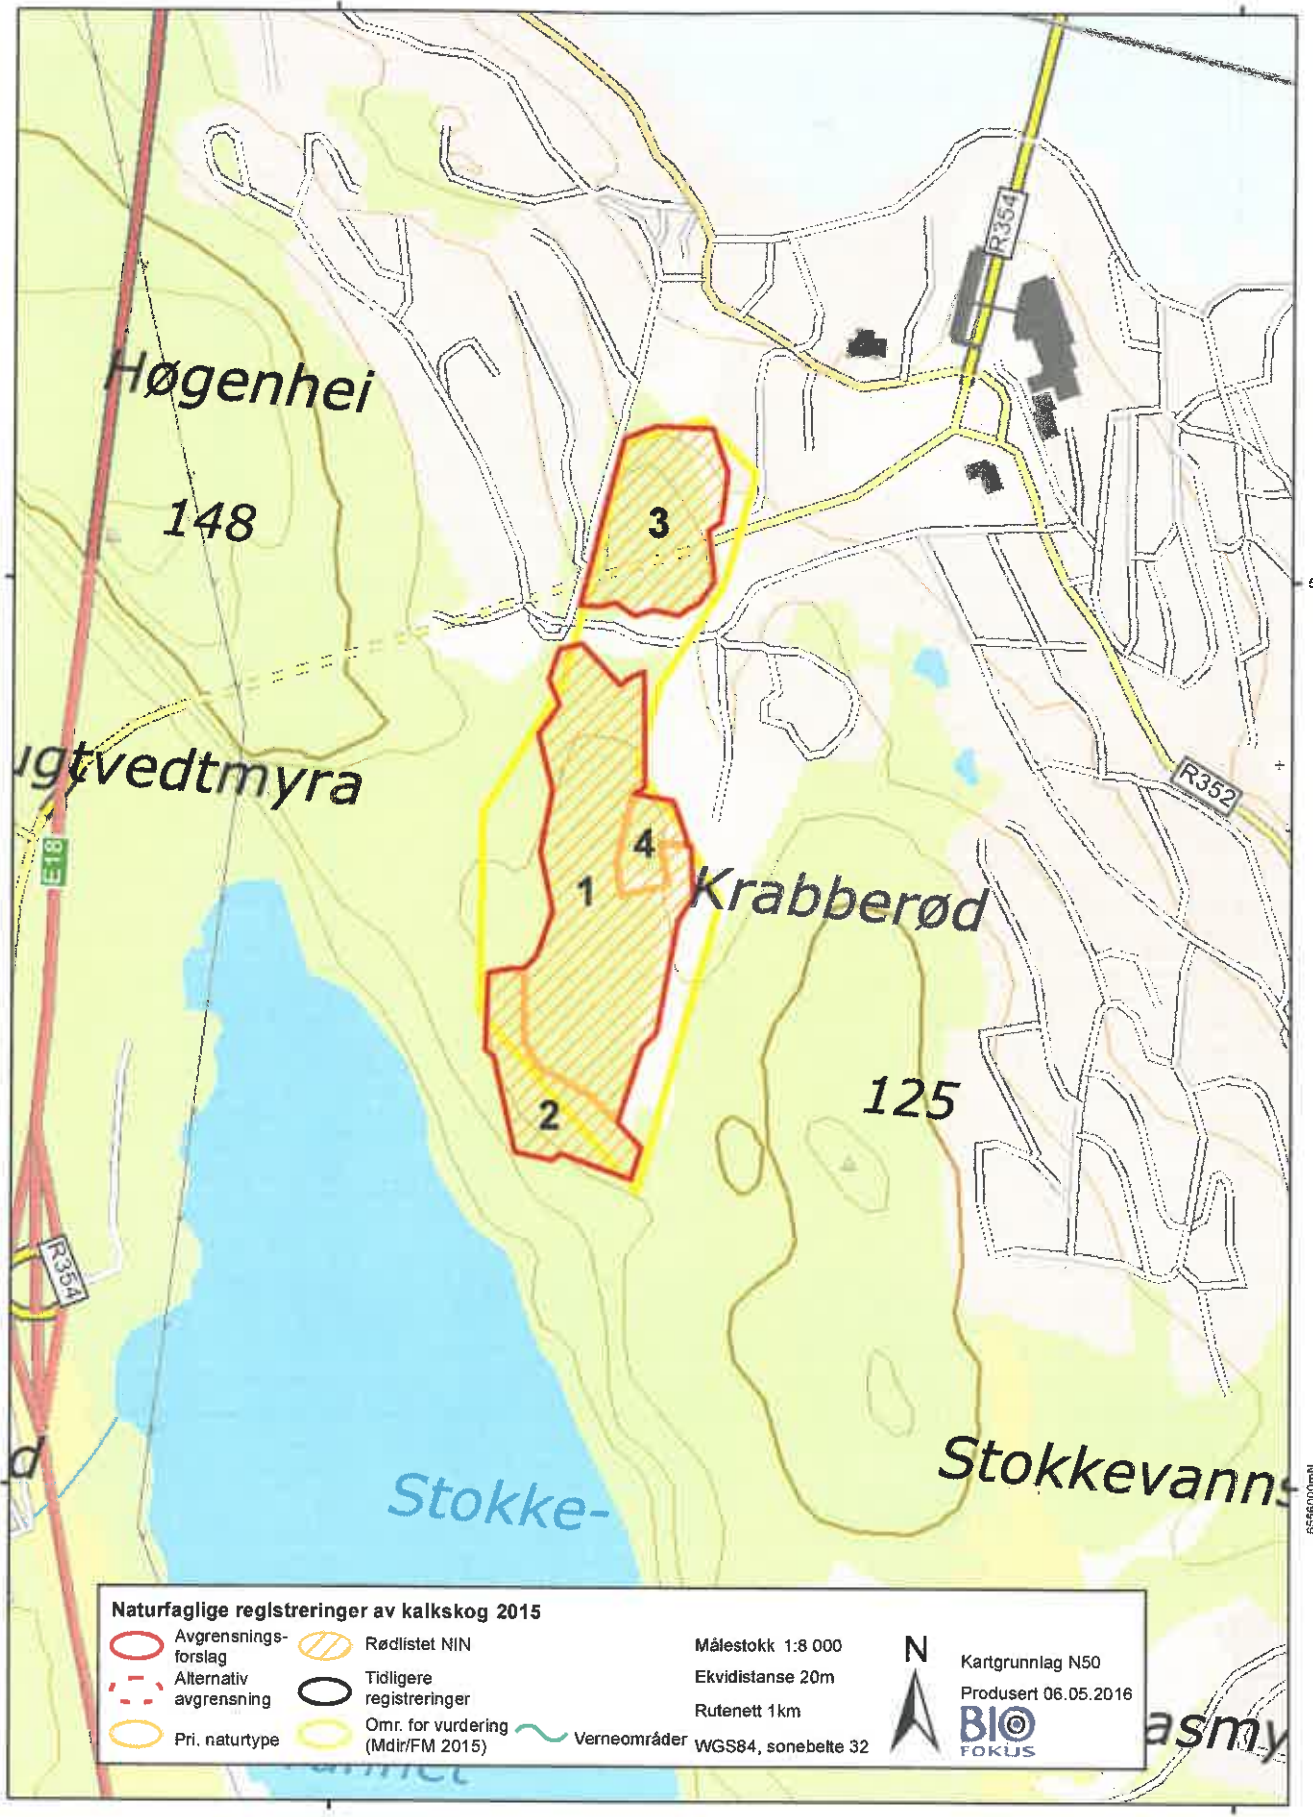 R354
Høgenhei
148
3
ugtvedtmyra
R352
E18
4
1
Krabberød
125
2
R354
d
Stokke-
Stokkevanns
6556000mN
Naturfaglige registreringer av kalkskog 2015
Avgrensnings-
forslag
Alternativ
avgrensning
Pri. naturtype
Rødlistet NIN
Tidligere
registreringer
Omr. for vurdering
(Mdir/FM 2015)
Verneområder
Målestokk 1:8 000
Ekvidistanse 20m
Rutenett 1km
WGS84, sonebelte 32
N
Kartgrunnlag N50
Produsert 06.05.2016
BIO
FOKUS
asmy